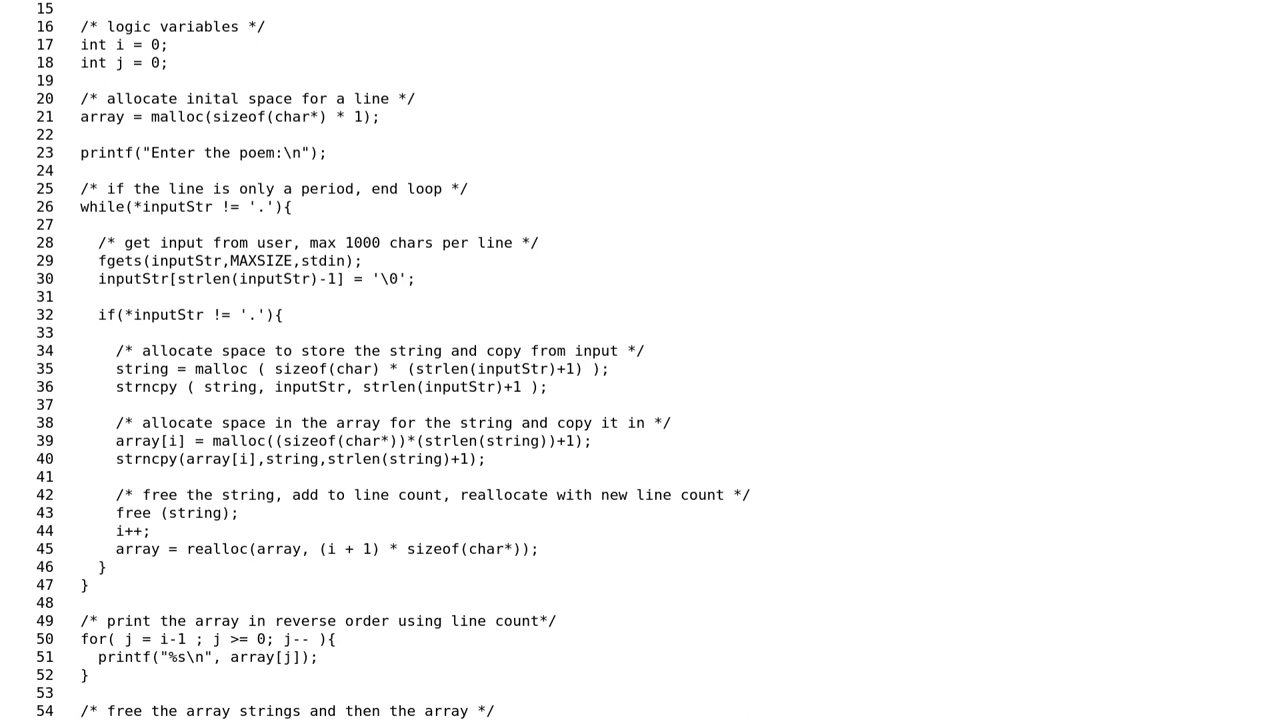 15
16 /* logic variables */
17 int i = 0;
18 int j = 0;
19
20 /* allocate inital space for a line */
21 array = malloc(sizeof(char*) * 1);
22
23 printf("Enter the poem:\n");
24
25 /* if the line is only a period, end loop */
26 while(*inputStr != '.'){
27
28   /* get input from user, max 1000 chars per line */
29   fgets(inputStr,MAXSIZE,stdin);
30   inputStr[strlen(inputStr)-1] = '\0';
31
32   if(*inputStr != '.'){
33
34     /* allocate space to store the string and copy from input */
35     string = malloc ( sizeof(char) * (strlen(inputStr)+1) );
36     strncpy ( string, inputStr, strlen(inputStr)+1 );
37
38     /* allocate space in the array for the string and copy it in */
39     array[i] = malloc((sizeof(char*))*(strlen(string))+1);
40     strncpy(array[i],string,strlen(string)+1);
41
42     /* free the string, add to line count, reallocate with new line count */
43     free (string);
44     i++;
45     array = realloc(array, (i + 1) * sizeof(char*));
46   }
47 }
48
49 /* print the array in reverse order using line count*/
50 for( j = i-1 ; j >= 0; j-- ){
51   printf("%s\n", array[j]);
52 }
53
54 /* free the array strings and then the array */